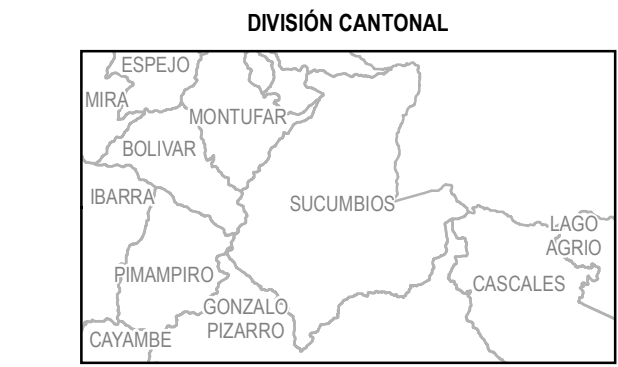 DIVISIÓN CANTONAL
ESPEJO
MIRA
MONTUFAR
BOLIVAR
IBARRA
SUCUMBIOS
LAGO
AGRIO
PIMAMPIRO
CASCALES
GONZALO
PIZARRO
CAYAMBE